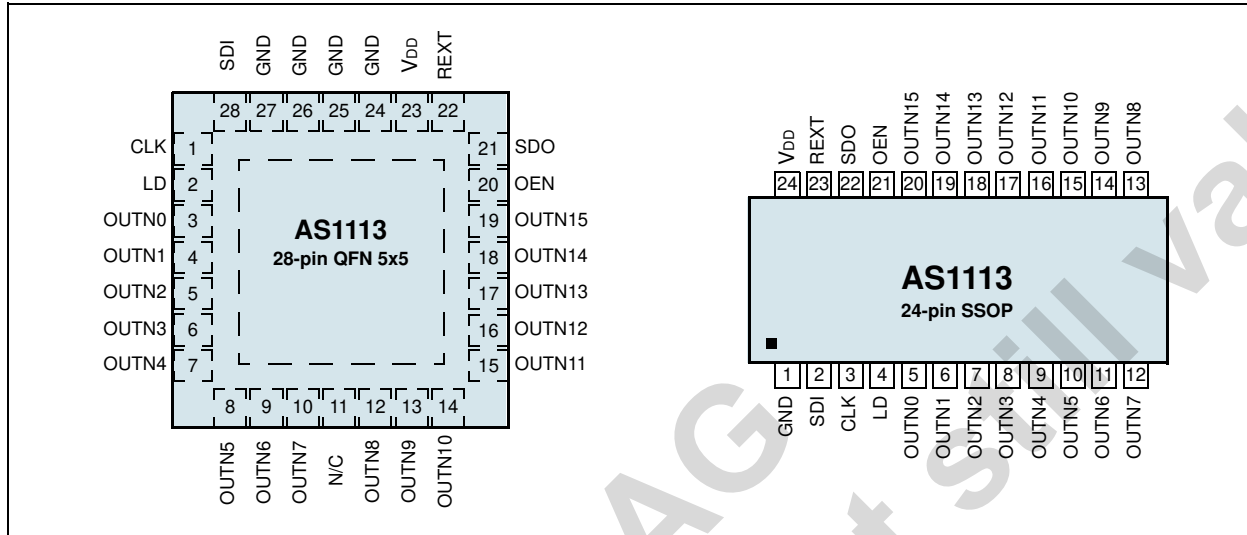 SDI GND GND GND GND VDD REXT
28 27 26 25 24 23 22
CLK 1
LD 2
OUTN0 3
OUTN1 4
OUTN2 5
OUTN3 6
OUTN4 7
21 SDO
20 OEN
19 OUTN15
18 OUTN14
17 OUTN13
16 OUTN12
15 OUTN11
AS1113
28-pin QFN 5x5
8 9 10 11 12 13 14
OUTN5 OUTN6 OUTN7 N/C OUTN8 OUTN9 OUTN10
VDD REXT SDO OEN OUTN15 OUTN14 OUTN13 OUTN12 OUTN11 OUTN10 OUTN9 OUTN8
24 23 22 21 20 19 18 17 16 15 14 13
AS1113
24-pin SSOP
1 2 3 4 5 6 7 8 9 10 11 12
GND SDI CLK LD OUTN0 OUTN1 OUTN2 OUTN3 OUTN4 OUTN5 OUTN6 OUTN7
AG
still